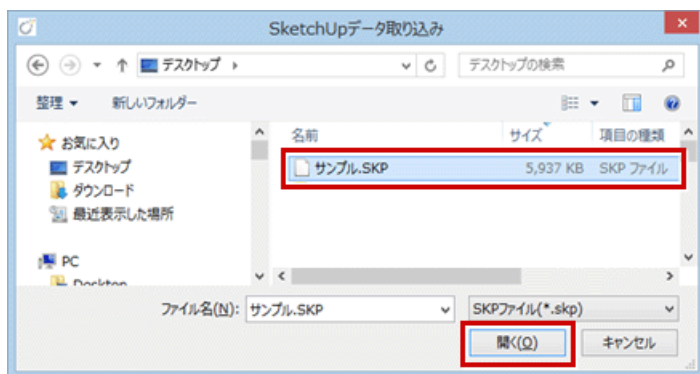 SketchUpデータ取り込み
デスクトップ
デスクトップの検索
整理 新しいフォルダー
お気に入り
デスクトップ
ダウンロード
最近表示した場所
PC
Desktop
名前 サイズ 項目の種類
サンプル.SKP 5,937 KB SKP ファイル
ファイル名(N): サンプル.SKP SKPファイル(*.skp)
開く(O) キャンセル